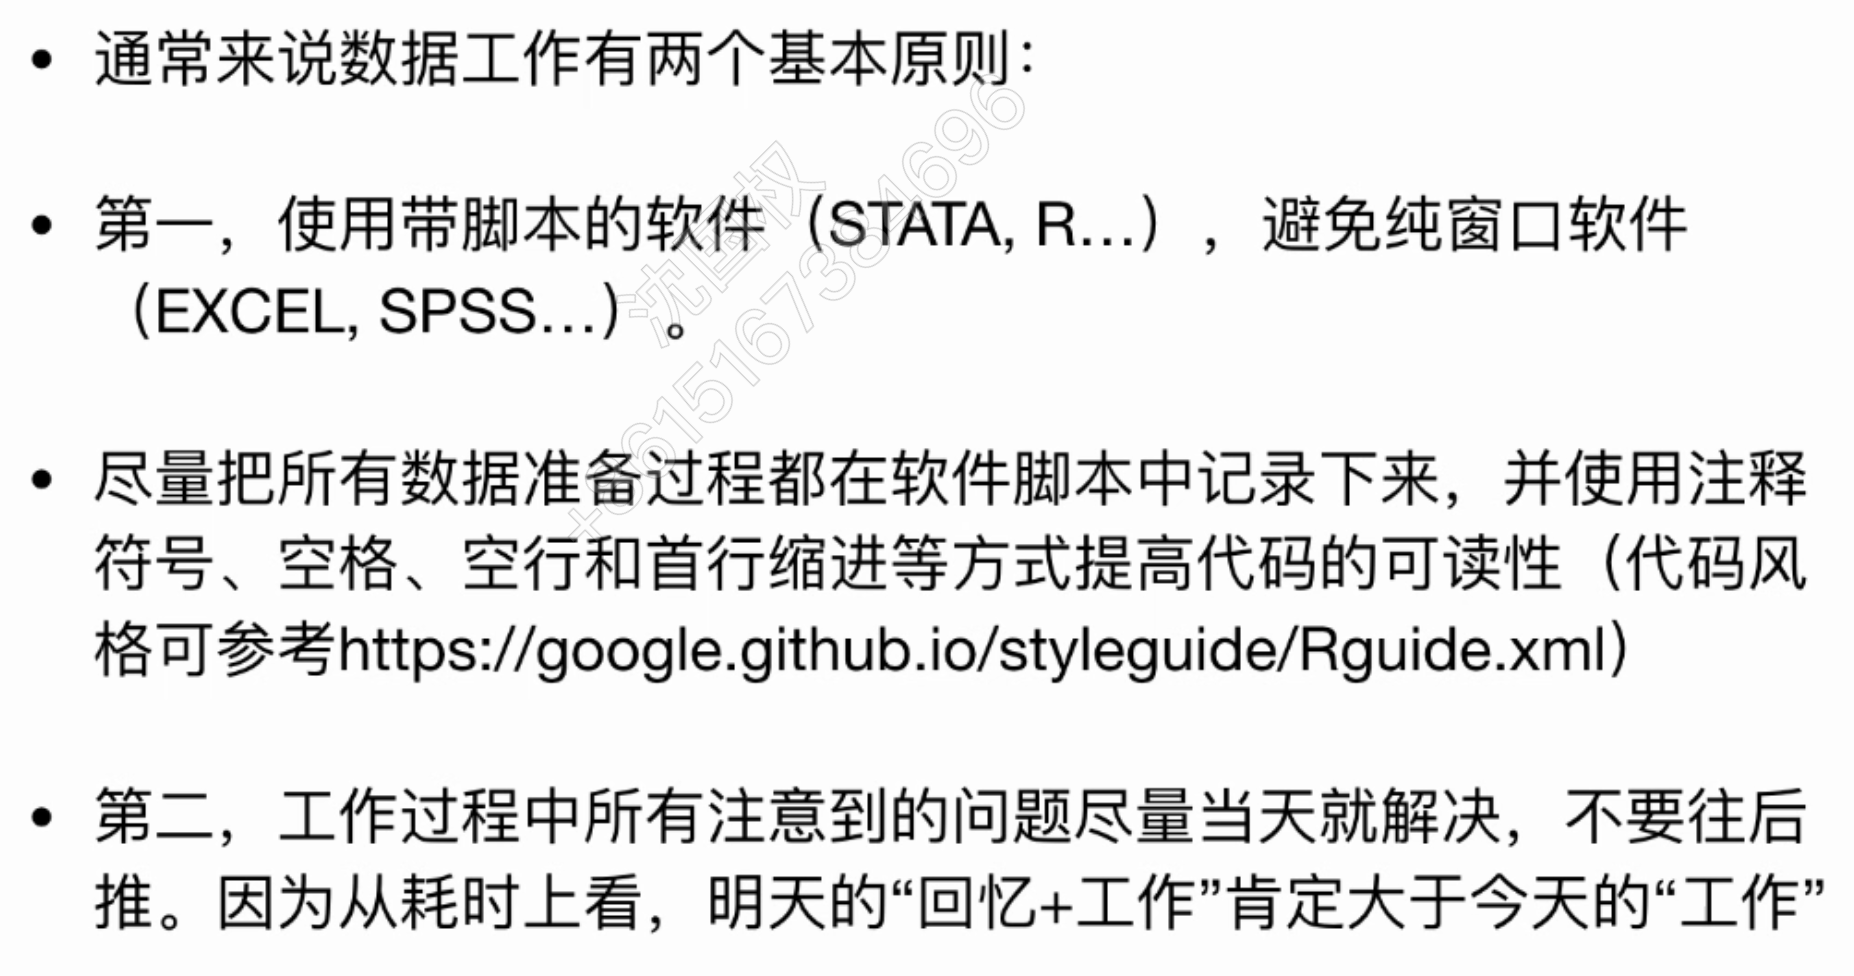 • 通常来说数据工作有两个基本原则：
• 第一，使用带脚本的软件（STATA, R...），避免纯窗口软件
（EXCEL, SPSS...）。
• 尽量把所有数据准备过程都在软件脚本中记录下来，并使用注释
符号、空格、空行和首行缩进等方式提高代码的可读性（代码风
格可参考https://google.github.io/styleguide/Rguide.xml）
• 第二，工作过程中所有注意到的问题尽量当天就解决，不要往后
推。因为从耗时上看，明天的“回忆+工作”肯定大于今天的“工作”
沈国权
+8615167384696